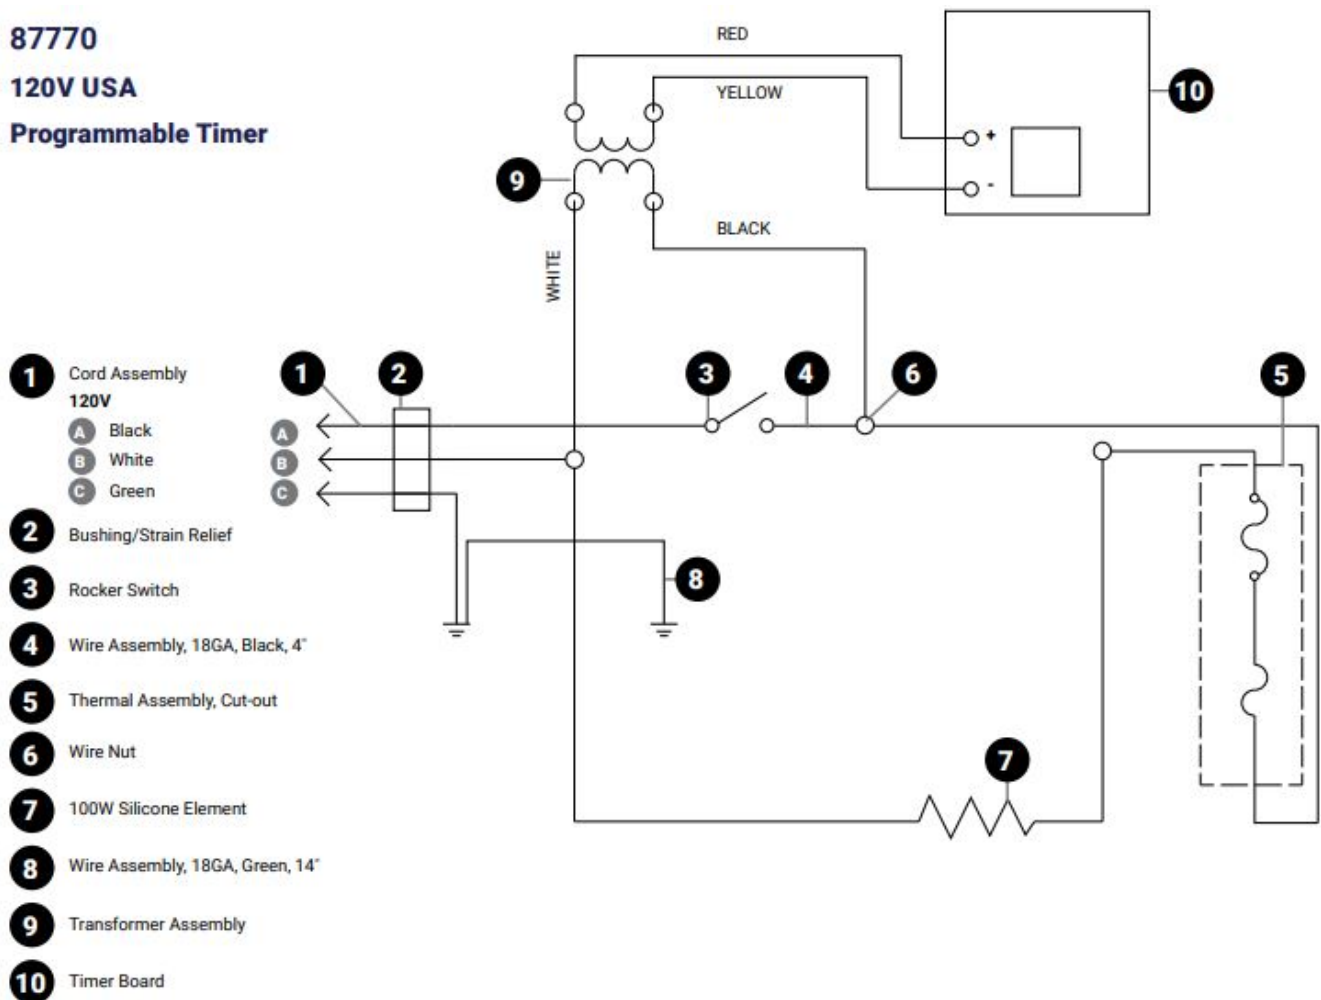 87770
120V USA
Programmable Timer
RED
YELLOW
+
-
10
9
BLACK
WHITE
1 Cord Assembly
120V
A Black
B White
C Green
1
2
3
4
6
5
A
B
C
2 Bushing/Strain Relief
3 Rocker Switch
8
4 Wire Assembly, 18GA, Black, 4"
5 Thermal Assembly, Cut-out
6 Wire Nut
7
7 100W Silicone Element
8 Wire Assembly, 18GA, Green, 14"
9 Transformer Assembly
10 Timer Board